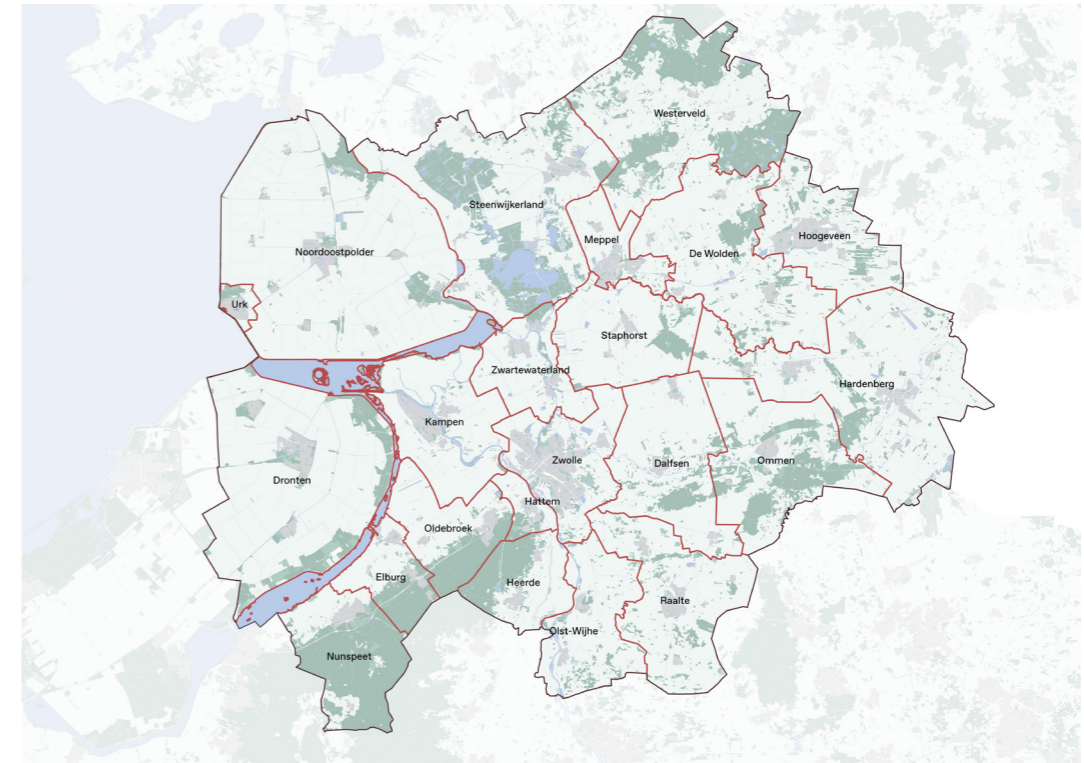 Westerveld
Steenwijkerland
Hoogeveen
Meppel
Noordoostpolder
De Wolden
Urk
Staphorst
Zwartewaterland
Hardenberg
Kampen
Zwolle
Dalfsen
Ommen
Dronten
Hattem
Oldebroek
Elburg
Heerde
Raalte
Olst-Wijhe
Nunspeet